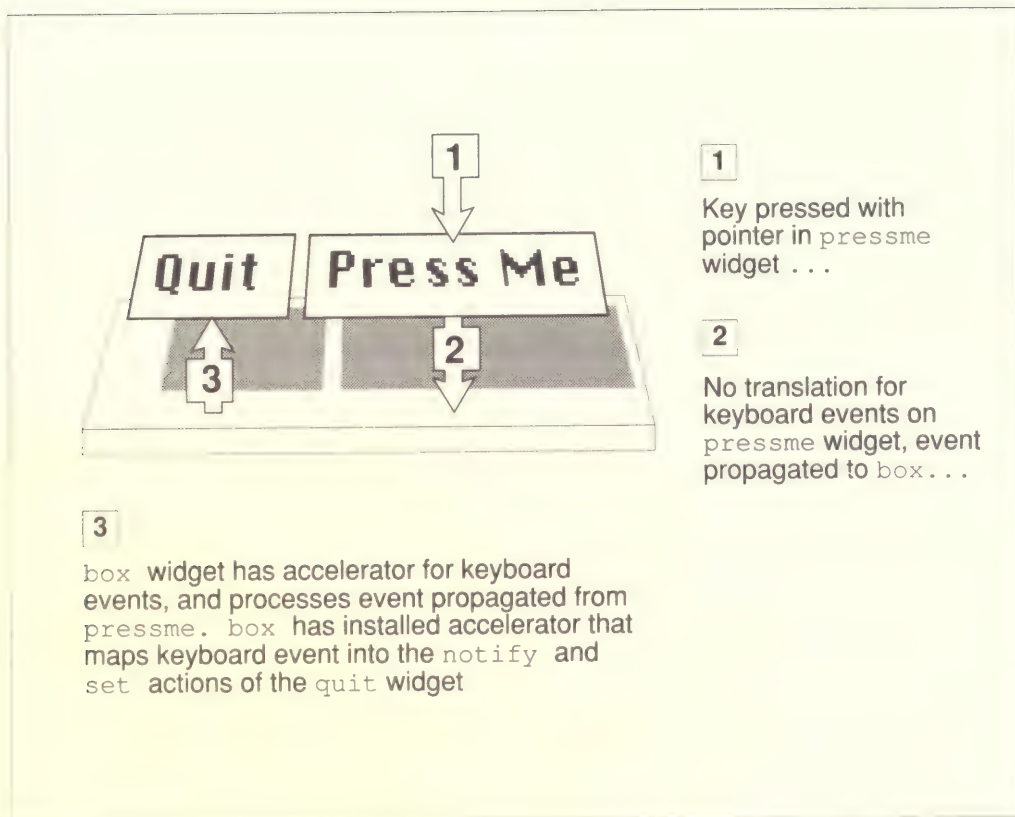 1
Quit Press Me
2
3
1
Key pressed with
pointer in pressme
widget ...
2
No translation for
keyboard events on
pressme widget, event
propagated to box...
3
box widget has accelerator for keyboard
events, and processes event propagated from
pressme. box has installed accelerator that
maps keyboard event into the notify and
set actions of the quit widget